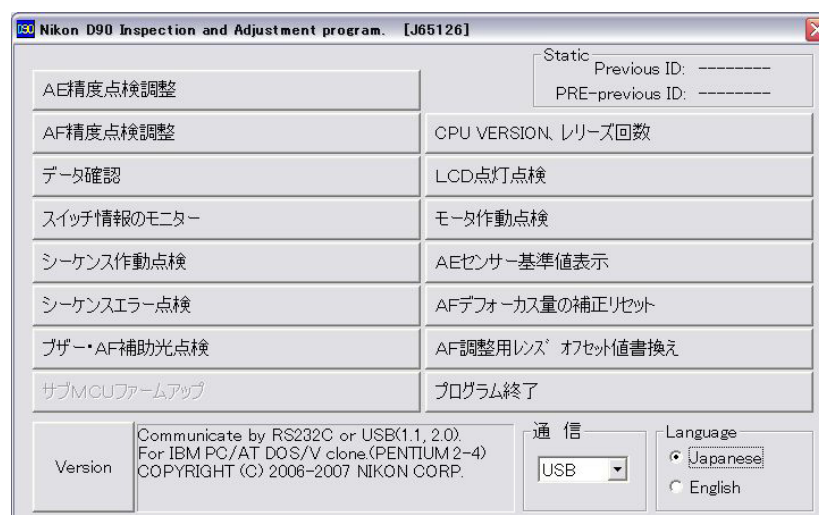 D90 Nikon D90 Inspection and Adjustment program. [J65126]
Static
Previous ID: --------
PRE-previous ID: --------
AE精度点検調整
AF精度点検調整
CPU VERSION、レリーズ回数
データ確認
LCD点灯点検
スイッチ情報のモニター
モータ作動点検
シーケンス作動点検
AEセンサー基準値表示
シーケンスエラー点検
AFデフォーカス量の補正リセット
ブザー・AF補助光点検
AF調整用レンズ オフセット値書換え
サブMCUファームアップ
プログラム終了
Version
Communicate by RS232C or USB(1.1, 2.0).
For IBM PC/AT DOS/V clone.(PENTIUM 2-4)
COPYRIGHT (C) 2006-2007 NIKON CORP.
通 信
USB
Language
Japanese
English